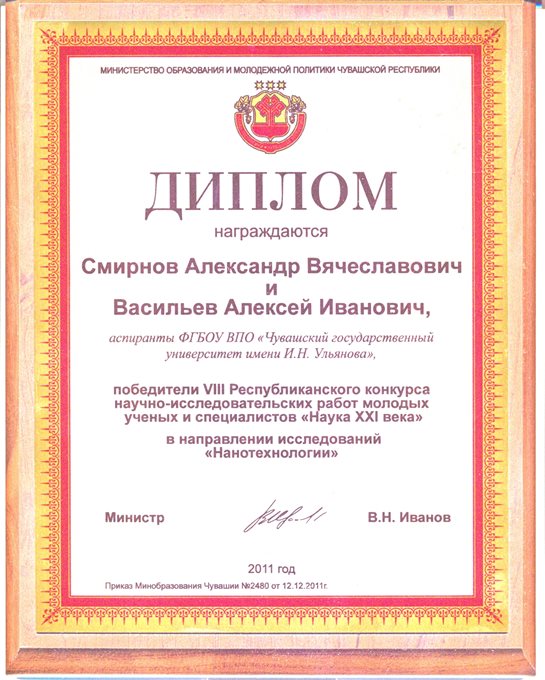 МИНИСТЕРСТВО ОБРАЗОВАНИЯ И МОЛОДЕЖНОЙ ПОЛИТИКИ ЧУВАШСКОЙ РЕСПУБЛИКИ
ДИПЛОМ
награждаются
Смирнов Александр Вячеславович
и
Васильев Алексей Иванович,
аспиранты ФГБОУ ВПО «Чувашский государственный
университет имени И.Н. Ульянова»,
победители VIII Республиканского конкурса
научно-исследовательских работ молодых
ученых и специалистов «Наука XXI века»
в направлении исследований
«Нанотехнологии»
Министр В.Н. Иванов
2011 год
Приказ Минобразования Чувашии №2480 от 12.12.2011г.